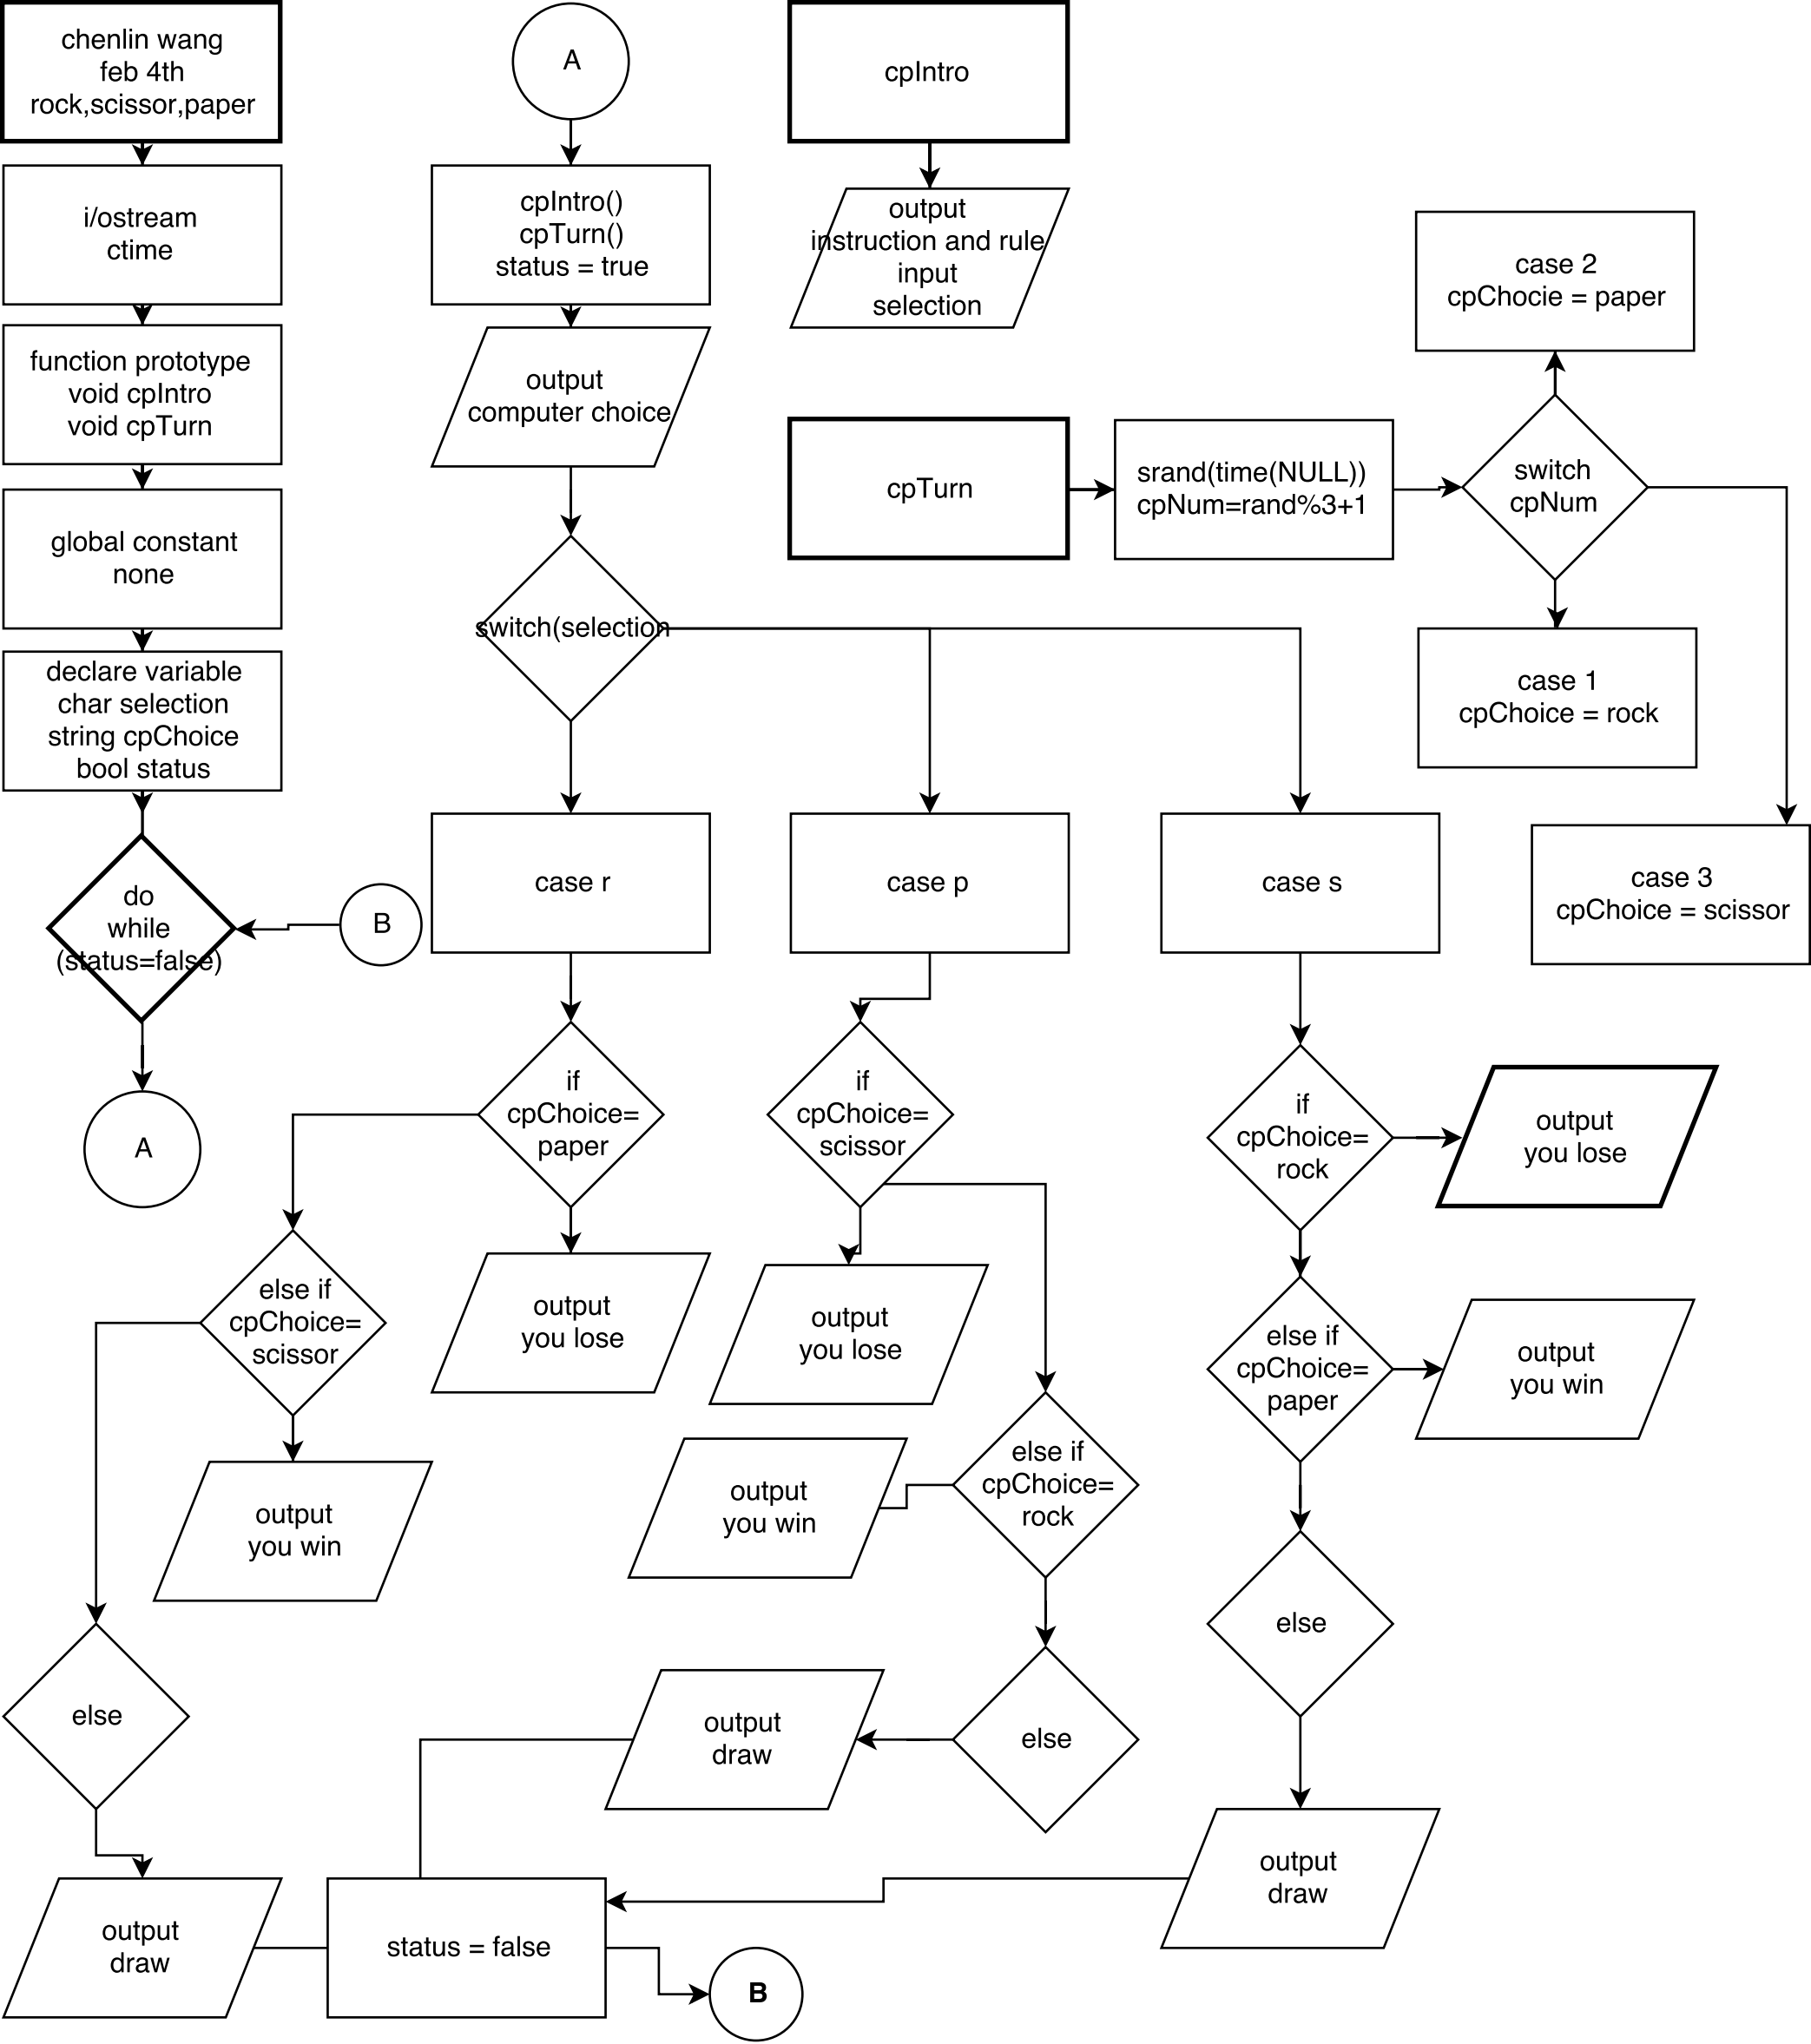 chenlin wang
feb 4th
rock,scissor,paper
i/ostream
ctime
function prototype
void cpIntro
void cpTurn
global constant
none
declare variable
char selection
string cpChoice
bool status
do
while
(status=false)
B
A
A
cpIntro()
cpTurn()
status = true
output
computer choice
switch(selection
cpIntro
output
instruction and rule
input
selection
cpTurn
srand(time(NULL))
cpNum=rand%3+1
switch
cpNum
case 2
cpChocie = paper
case 1
cpChoice = rock
case 3
cpChoice = scissor
case r
case p
case s
if
cpChoice=
paper
output
you lose
else if
cpChoice=
scissor
output
you win
else
output
draw
if
cpChoice=
scissor
output
you lose
else if
cpChoice=
rock
output
you win
else
output
draw
if
cpChoice=
rock
output
you lose
else if
cpChoice=
paper
output
you win
else
output
draw
status = false
B